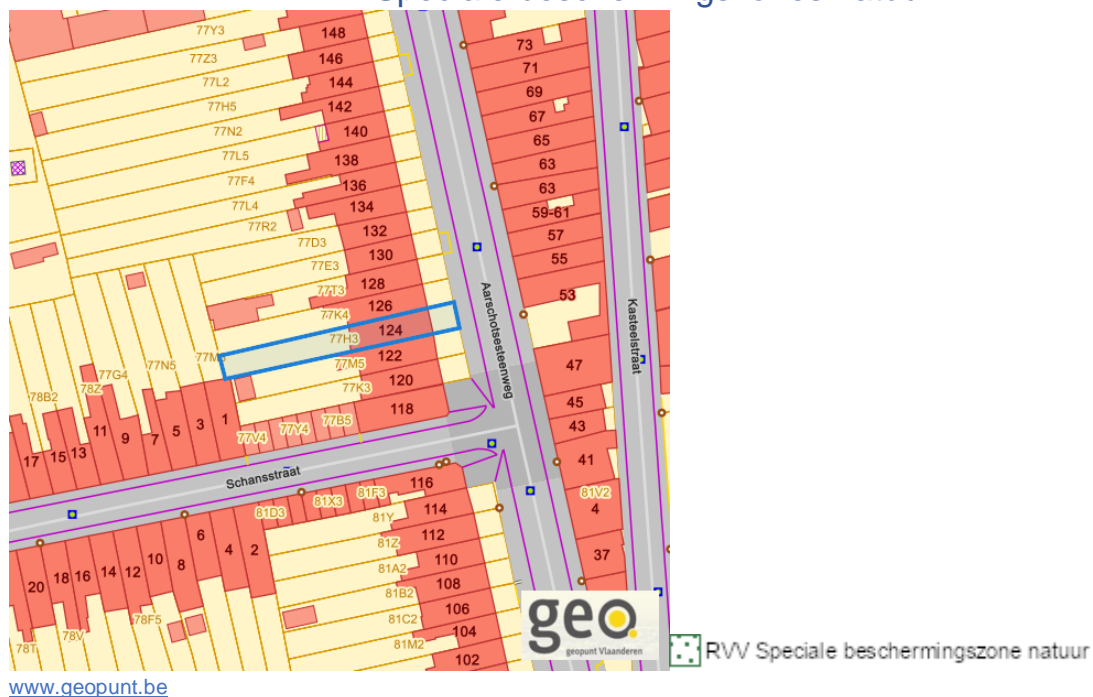 77Y3 148 73
77Z3 146 71
77L2 144 69
77H5 142 67
77N2 140 65
77L5 138 63
77F4 136 63
77L4 134 59-61
77R2 132 57
77D3 130 55
77E3 128 53
77T3 126
77K4 124
77H3 122 47
77M5 120 45
77K3 118 43
Aarschotsesteenweg
Kasteelstraat
78B2 78Z 77G4 77N5
17 15 13 11 9 7 5 3 1
77V4 77Y4 77B5
41
Schansstraat
81D3 81X3 81F3 116 81V2
81Y 114 4
81Z 112 37
81A2 110
81B2 108
81C2 106
81M2 104
102
20 18 16 14 12 10 8 6 4 2
78V 78F5
geo.
geopunt Vlaanderen
RVV Speciale beschermingszone natuur
www.geopunt.be